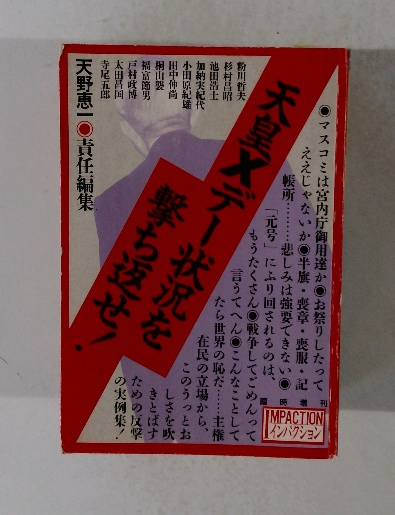 ◉マスコミは宮内庁御用達か◉お祭りしたって
ええじゃないか◉半旗・喪章・喪服・記
帳所………悲しみは強要できない◉
「元号」にふり回されるのは、
もうたくさん◉戦争してごめんって
言うてへん◉こんなことして
たら世界の恥だ……主権
在民の立場から、
このうっとお
しさを吹
きとばす
ための反撃
の実例集!
天皇Xデー状況を
撃ち返せ!
粉川哲夫
杉村昌昭
池田浩士
加納実紀代
小田原紀雄
田中伸尚
桐山襲
福富節男
戸村政博
太田昌国
寺尾五郎
天野恵一◉責任編集
臨時増刊
IMPACTION
インパクション